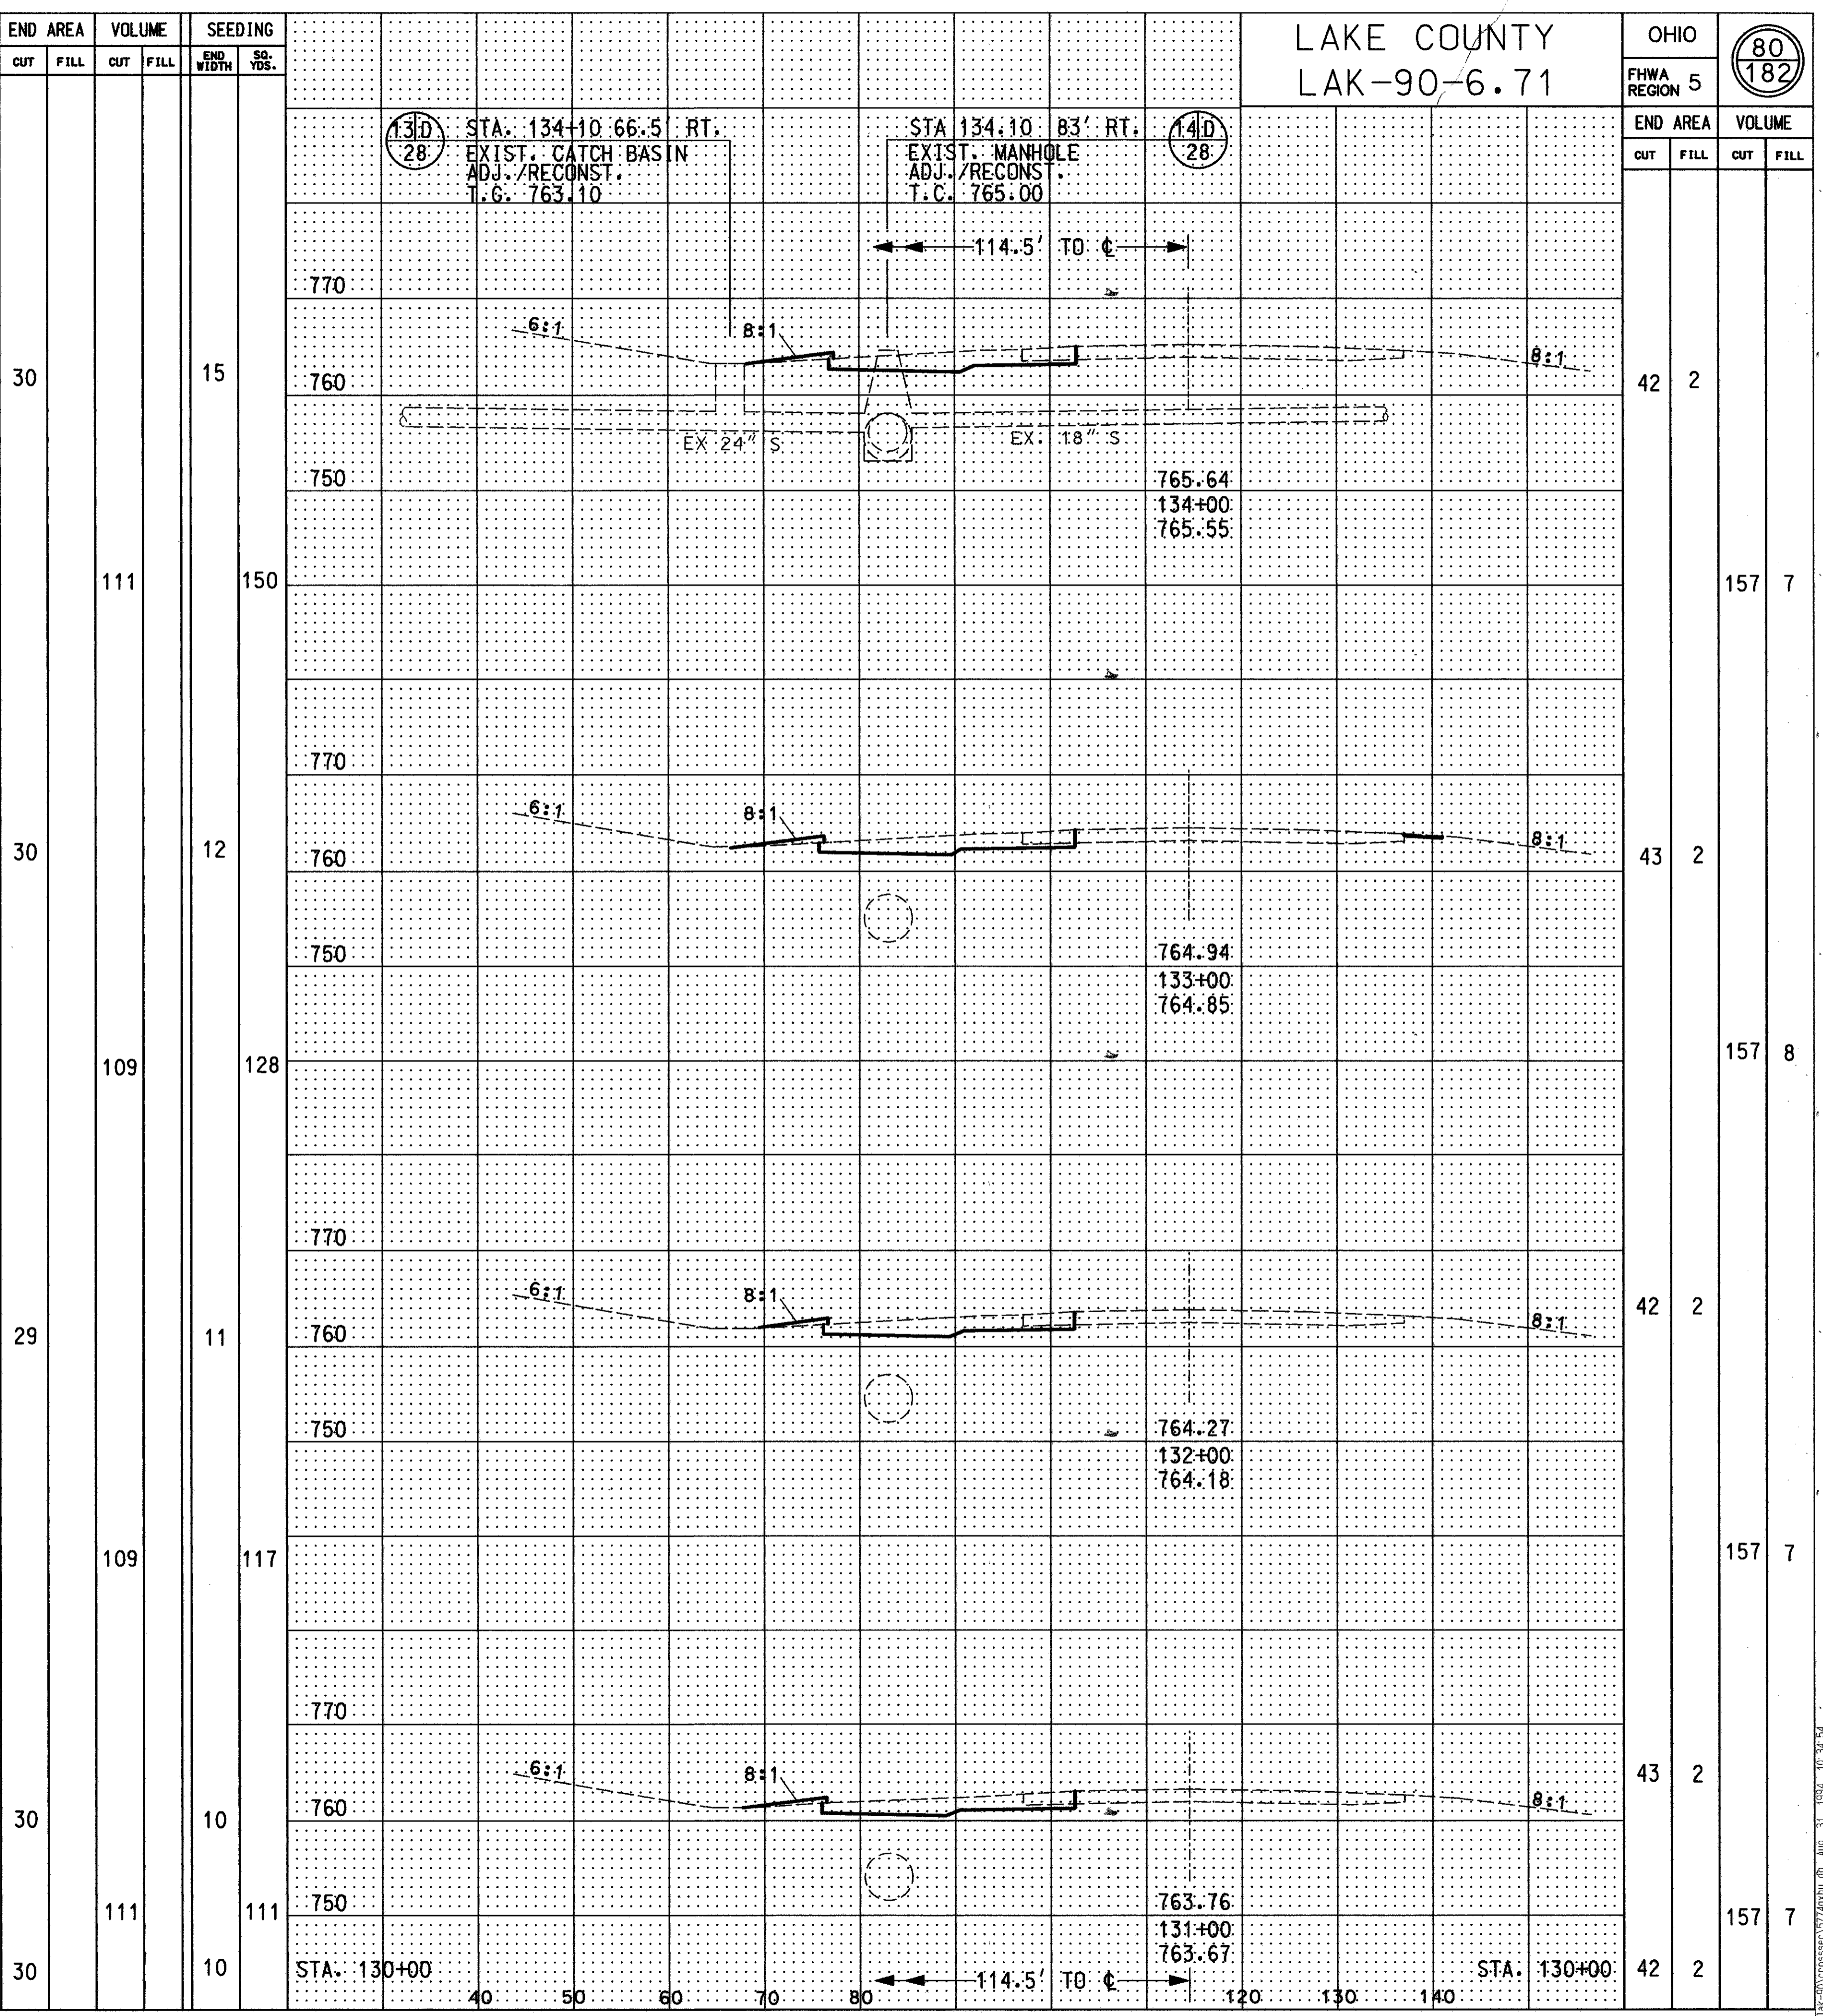 END AREA VOLUME SEEDING
CUT FILL CUT FILL END WIDTH SQ. YDS.
LAKE COUNTY
LAK-90-6.71
OHIO
FHWA REGION 5
80
182
END AREA VOLUME
CUT FILL CUT FILL
13D
28
STA. 134+10 66.5' RT.
EXIST. CATCH BASIN
ADJ./RECONST.
T.G. 763.10
STA 134.10 83' RT.
EXIST. MANHOLE
ADJ./RECONST.
T.C. 765.00
14D
28
114.5' TO ℄
770
6:1
8:1
8:1
30
15
760
42 2
EX 24" S
EX. 18" S
750
765.64
134+00
765.55
111
150
157 7
770
6:1
8:1
8:1
30
12
760
43 2
750
764.94
133+00
764.85
109
128
157 8
770
6:1
8:1
8:1
29
11
760
42 2
750
764.27
132+00
764.18
109
117
157 7
770
6:1
8:1
8:1
30
10
760
43 2
750
763.76
131+00
763.67
111
111
157 7
30
10
STA. 130+00
114.5' TO ℄
STA. 130+00
42 2
40 50 60 70 80 120 130 140